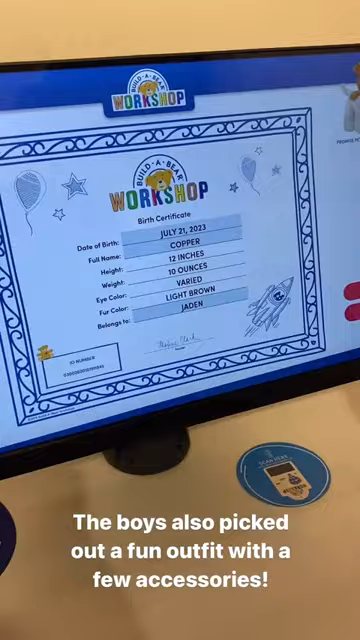 BUILD-A-BEAR
WORKSHOP
BUILD-A-BEAR
WORKSHOP
Birth Certificate
Date of Birth: JULY 21, 2023
Full Name: COPPER
Height: 12 INCHES
Weight: 10 OUNCES
Eye Color: VARIED
Fur Color: LIGHT BROWN
Belongs to: JADEN
ID NUMBER
SCAN HERE
The boys also picked
out a fun outfit with a
few accessories!